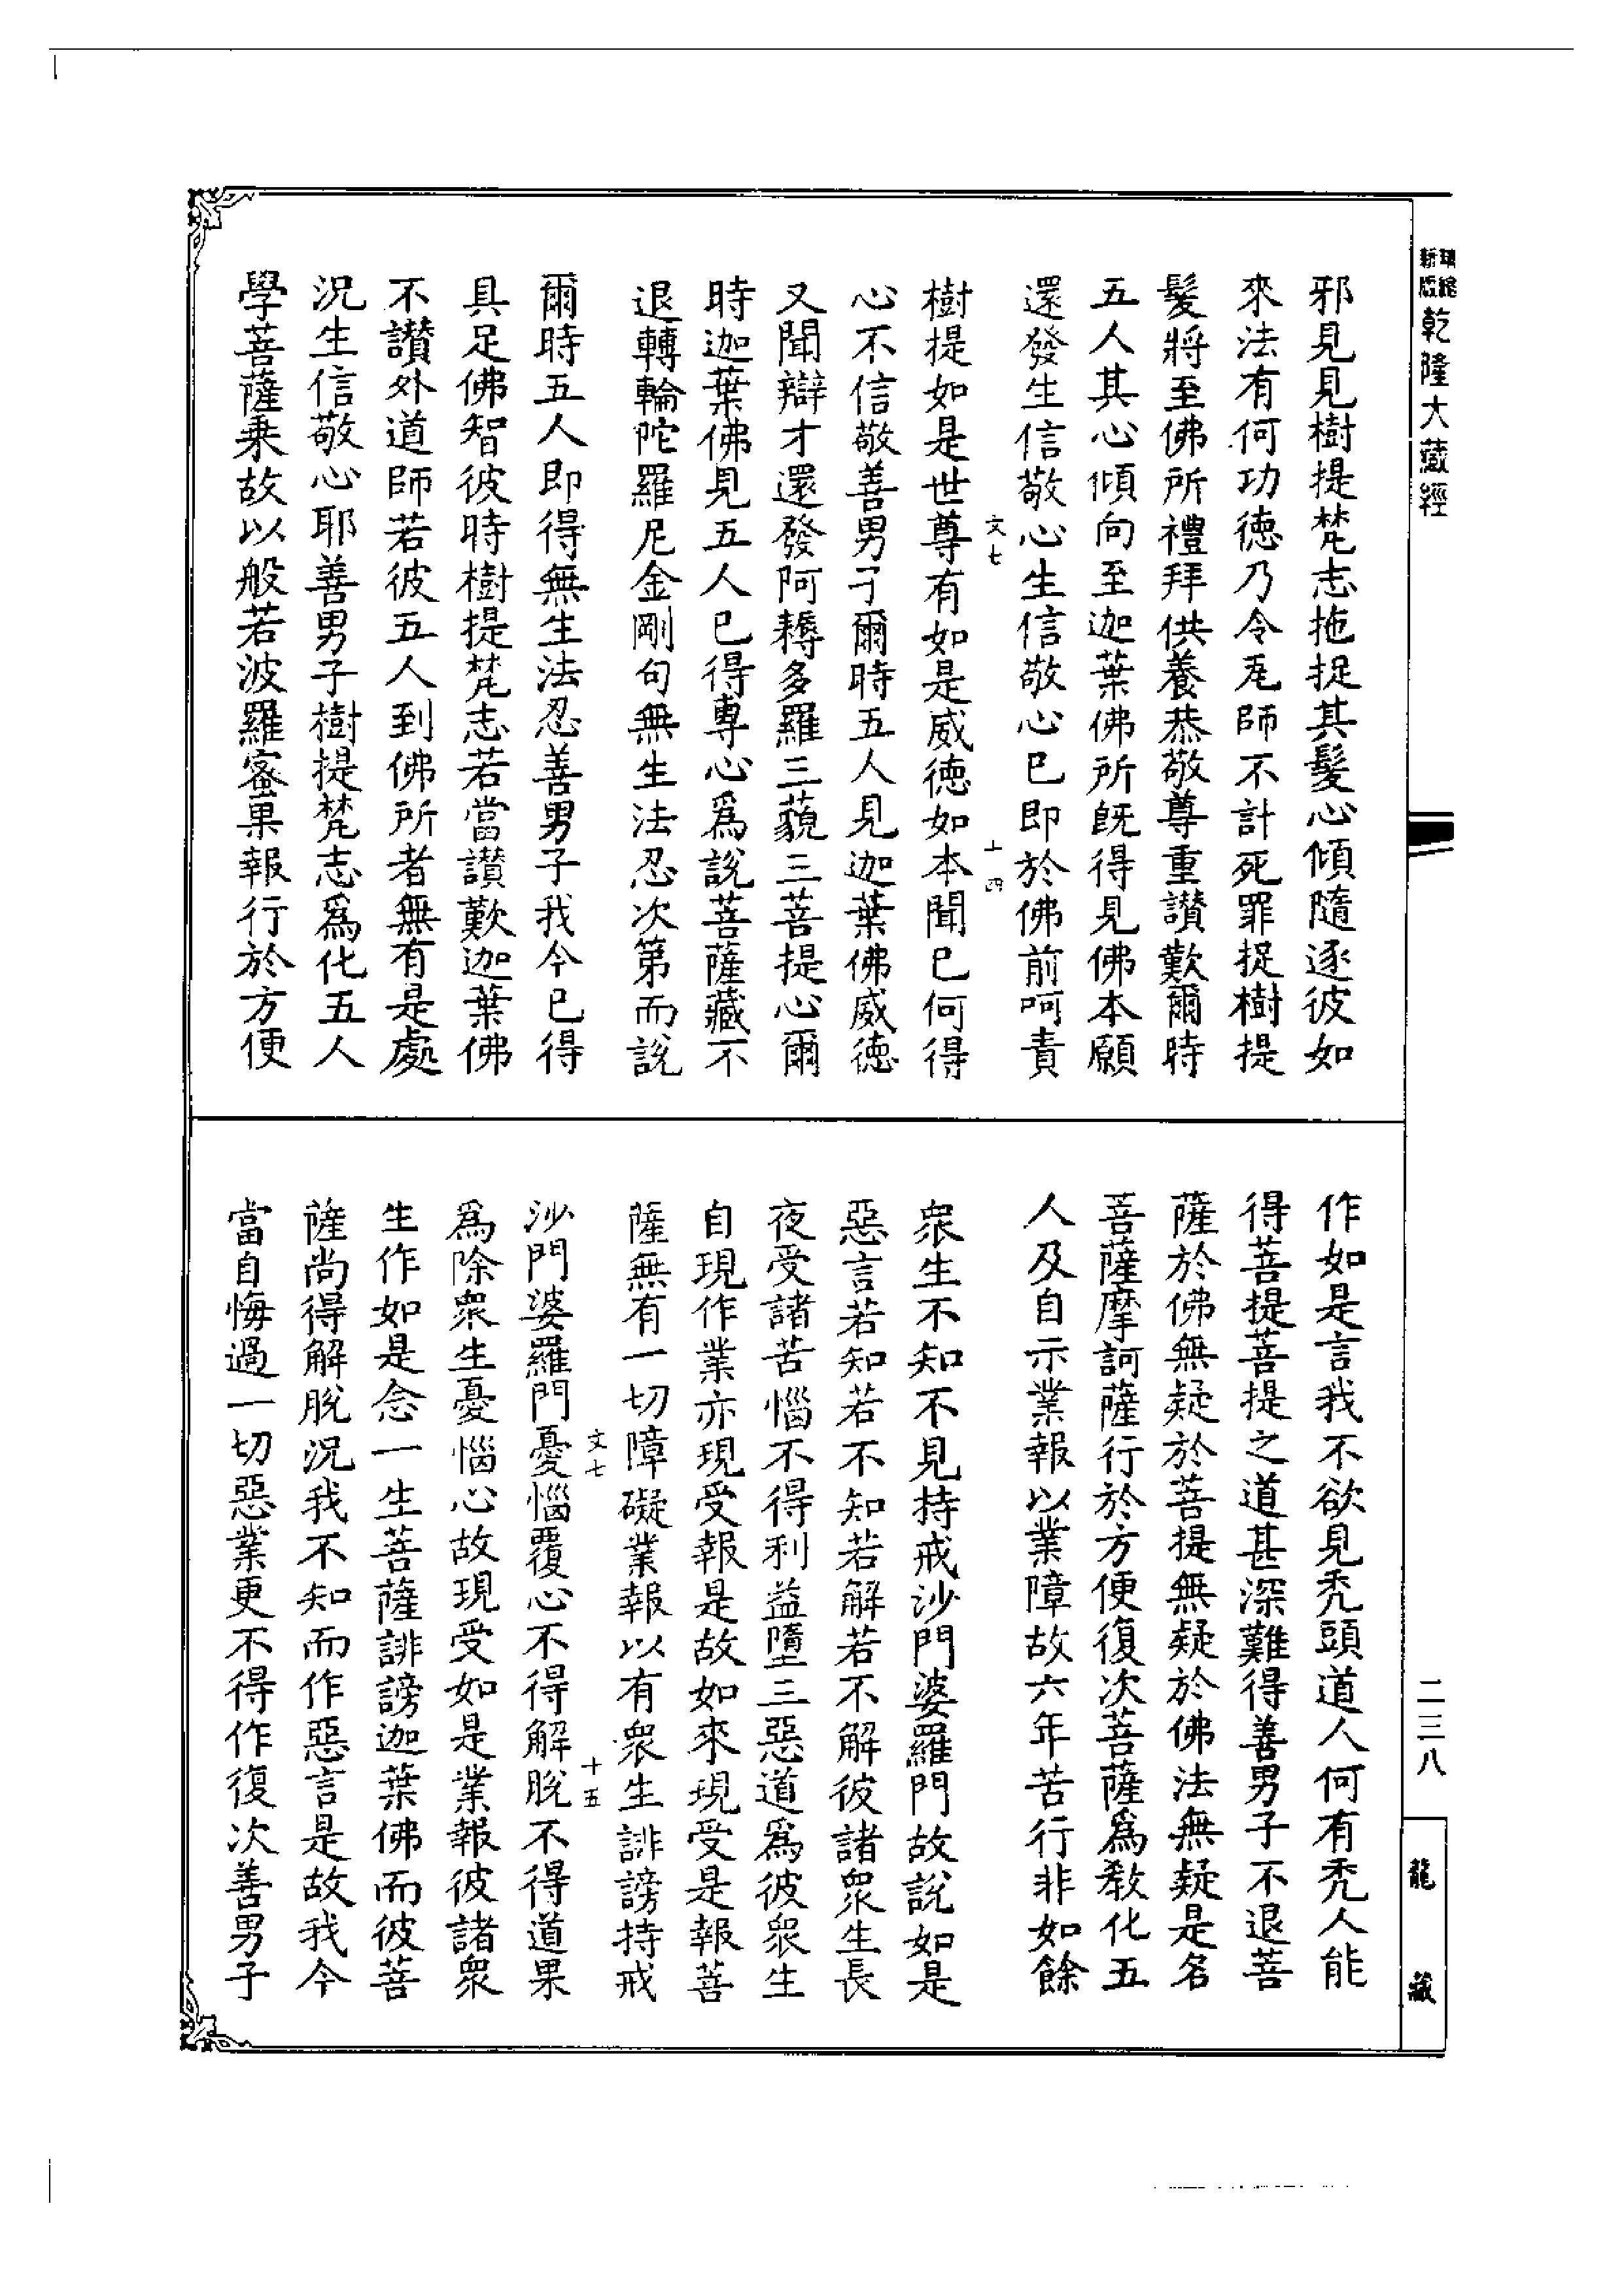 新版
乾隆大藏經
邪見見樹提梵志拖捉其髮心傾隨逐彼如
來法有何功德乃令尫師不計死罪捉樹提
髮將至佛所禮拜供養恭敬尊重讃歎爾時
五人其心傾向至迦葉佛所旣得見佛本願
還發生信敬心生信敬心已即於佛前呵責
文七
十四
樹提如是世尊有如是威德如本聞已何得
心不信敬善男子爾時五人見迦葉佛威德
又聞辯才還發阿耨多羅三藐三菩提心爾
時迦葉佛見五人已得專心爲說菩薩藏不
退轉輪陀羅尼金剛句無生法忍次第而說
爾時五人即得無生法忍善男子我今已得
具足佛智彼時樹提梵志若當讃歎迦葉佛
不讃外道師若彼五人到佛所者無有是處
況生信敬心耶善男子樹提梵志爲化五人
學菩薩乘故以般若波羅蜜果報行於方便
作如是言我不欲見禿頭道人何有禿人能
得菩提菩提之道甚深難得善男子不退菩
薩於佛無疑於菩提無疑於佛法無疑是名
菩薩摩訶薩行於方便復次菩薩爲教化五
人及自示業報以業障故六年苦行非如餘
衆生不知不見持戒沙門婆羅門故說如是
惡言若知若不知若解若不解彼諸衆生長
夜受諸苦惱不得利益墮三惡道爲彼衆生
自現作業亦現受報是故如來現受是報菩
薩無有一切障礙業報以有衆生誹謗持戒
文七
十五
沙門婆羅門憂惱覆心不得解脫不得道果
爲除衆生憂惱心故現受如是業報彼諸衆
生作如是念一生菩薩誹謗迦葉佛而彼菩
薩尚得解脫況我不知而作惡言是故我今
當自悔過一切惡業更不得作復次善男子
二三八
龍藏